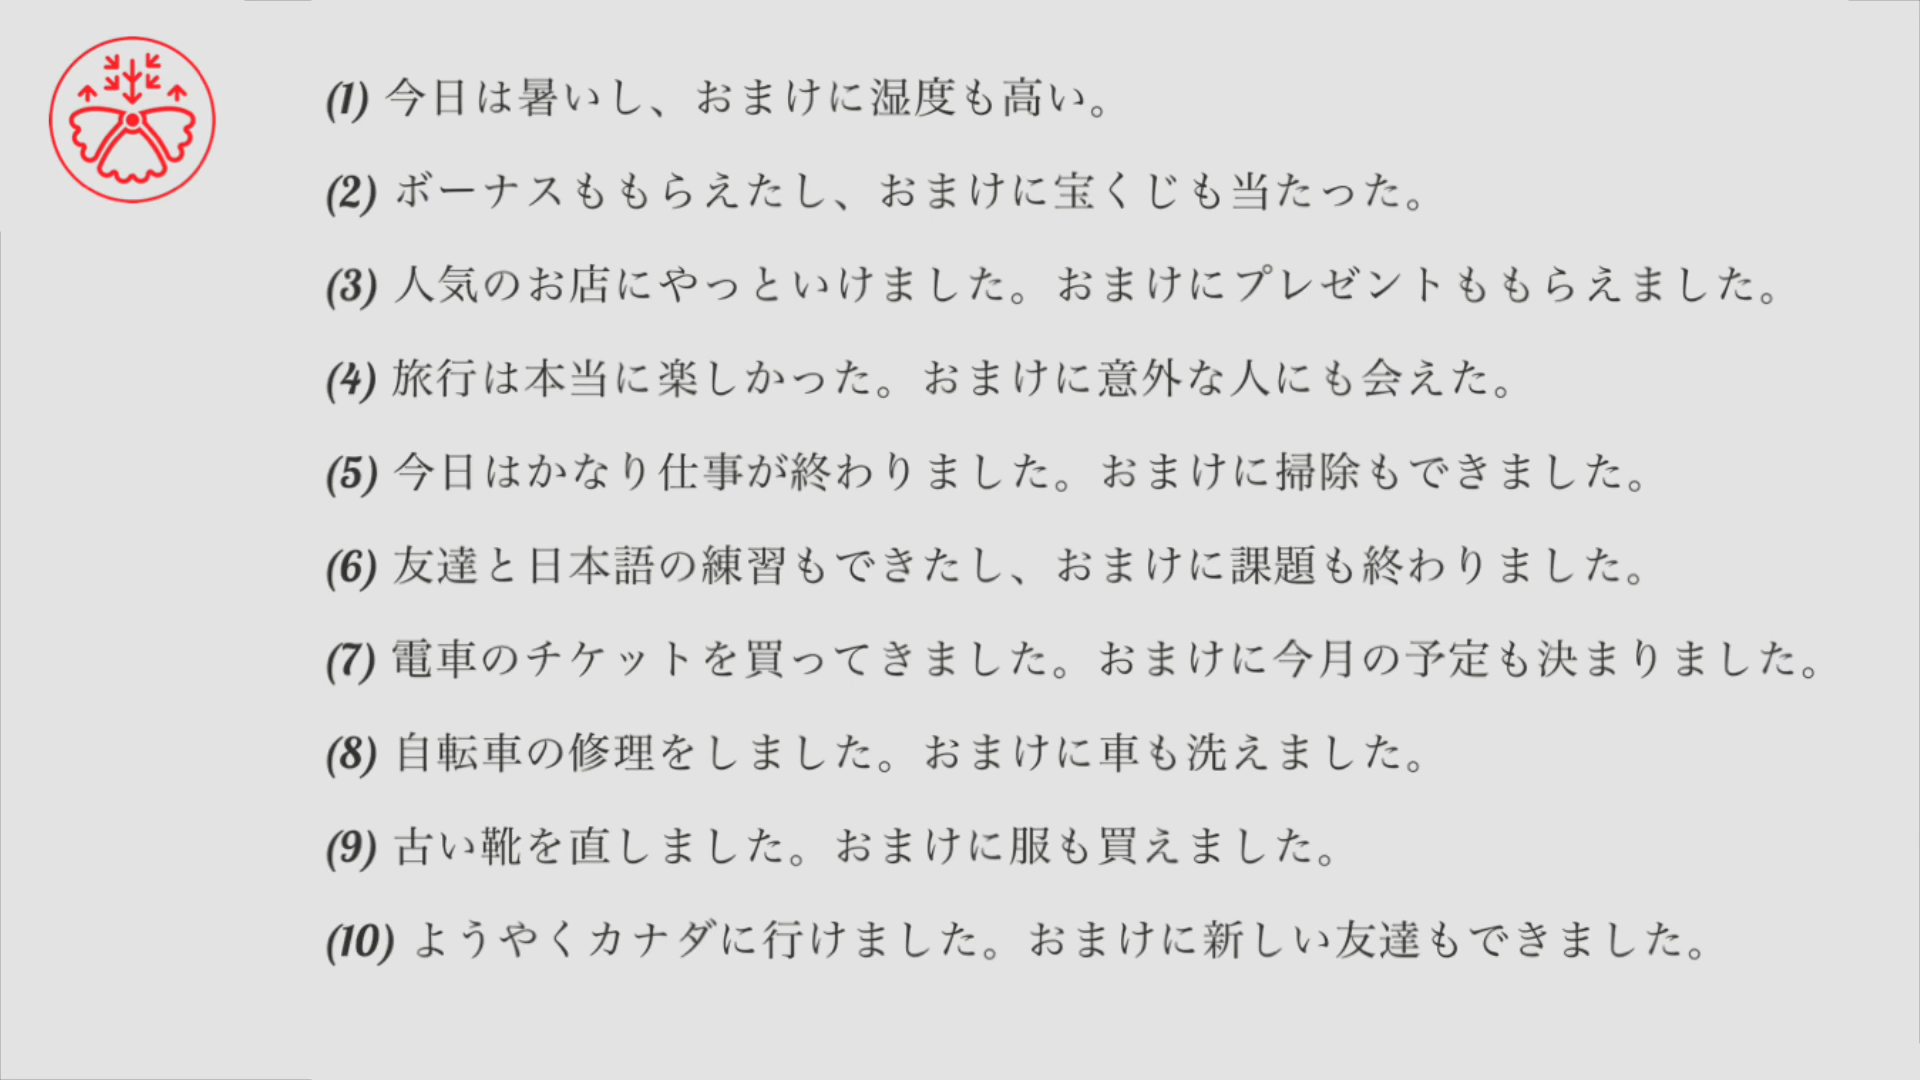 (1) 今日は暑いし、おまけに湿度も高い。
(2) ボーナスももらえたし、おまけに宝くじも当たった。
(3) 人気のお店にやっといけました。おまけにプレゼントももらえました。
(4) 旅行は本当に楽しかった。おまけに意外な人にも会えた。
(5) 今日はかなり仕事が終わりました。おまけに掃除もできました。
(6) 友達と日本語の練習もできたし、おまけに課題も終わりました。
(7) 電車のチケットを買ってきました。おまけに今月の予定も決まりました。
(8) 自転車の修理をしました。おまけに車も洗えました。
(9) 古い靴を直しました。おまけに服も買えました。
(10) ようやくカナダに行けました。おまけに新しい友達もできました。